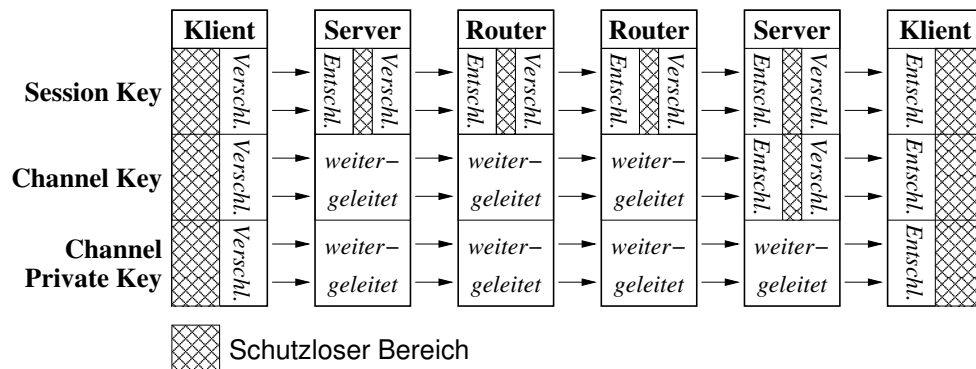 Klient Server Router Router Server Klient
Session Key
Verschl. Entschl. Verschl. Entschl. Verschl. Entschl. Verschl. Entschl. Verschl. Entschl.
Channel Key
Verschl. weiter– weiter– weiter– Entschl. Verschl. Entschl.
geleitet geleitet geleitet
Channel
Private Key
Verschl. weiter– weiter– weiter– weiter– Entschl.
geleitet geleitet geleitet geleitet
Schutzloser Bereich